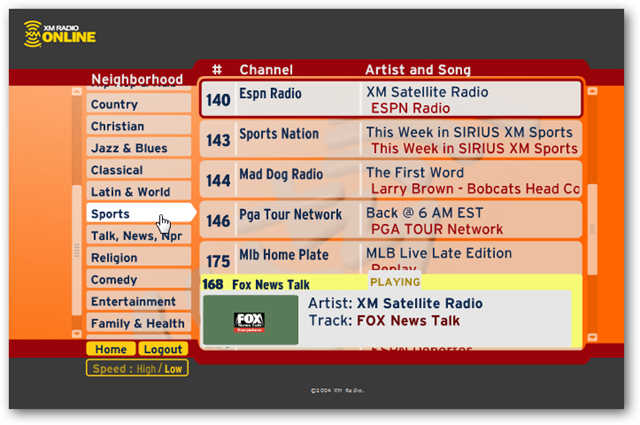 XM RADIO
ONLINE
Neighborhood
# Channel Artist and Song
Country
Christian
Jazz & Blues
Classical
Latin & World
Sports
Talk, News, Npr
Religion
Comedy
Entertainment
Family & Health
Home Logout
Speed : High / Low
140 Espn Radio XM Satellite Radio
ESPN Radio
143 Sports Nation This Week in SIRIUS XM Sports
This Week in SIRIUS XM Sports
144 Mad Dog Radio The First Word
Larry Brown - Bobcats Head Co
146 Pga Tour Network Back @ 6 AM EST
PGA TOUR Network
175 Mlb Home Plate MLB Live Late Edition
Replay
168 Fox News Talk PLAYING
FOX
News Talk
Artist: XM Satellite Radio
Track: FOX News Talk
©2004 XM Radio.